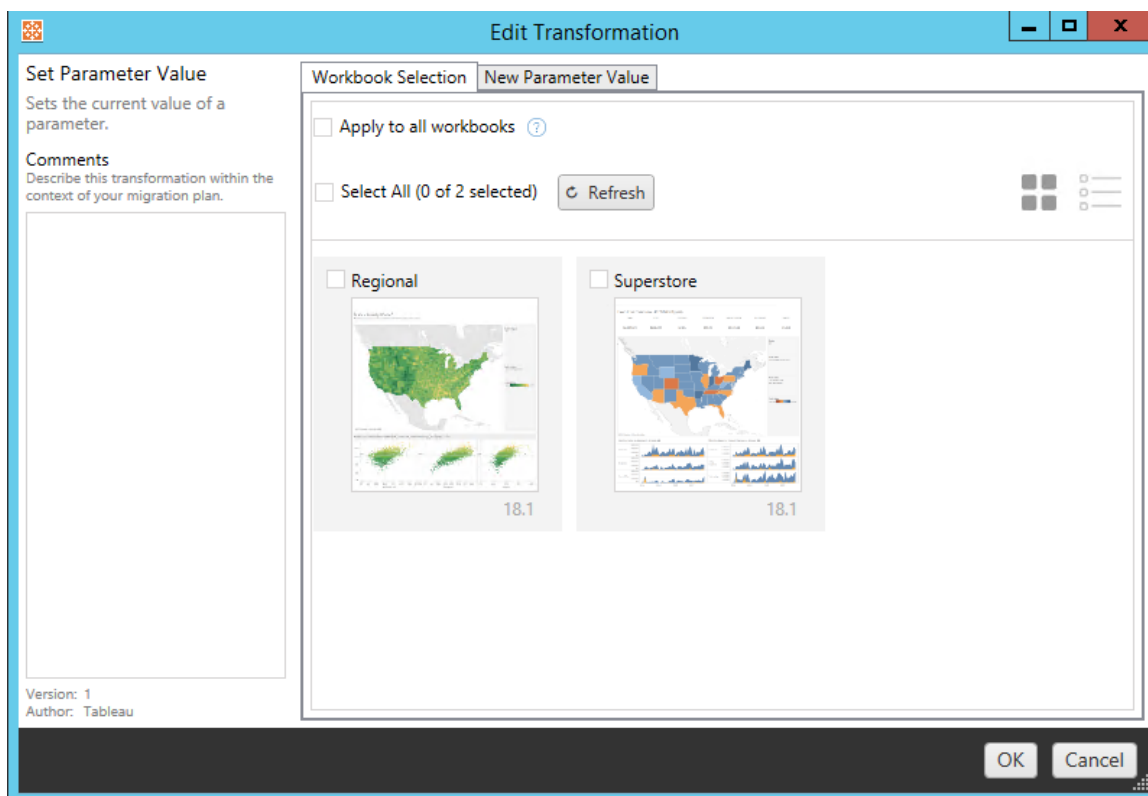 Edit Transformation
Set Parameter Value
Sets the current value of a
parameter.
Comments
Describe this transformation within the
context of your migration plan.
Version: 1
Author: Tableau
Workbook Selection
New Parameter Value
Apply to all workbooks ?
Select All (0 of 2 selected)
Refresh
Regional
18.1
Superstore
18.1
OK
Cancel